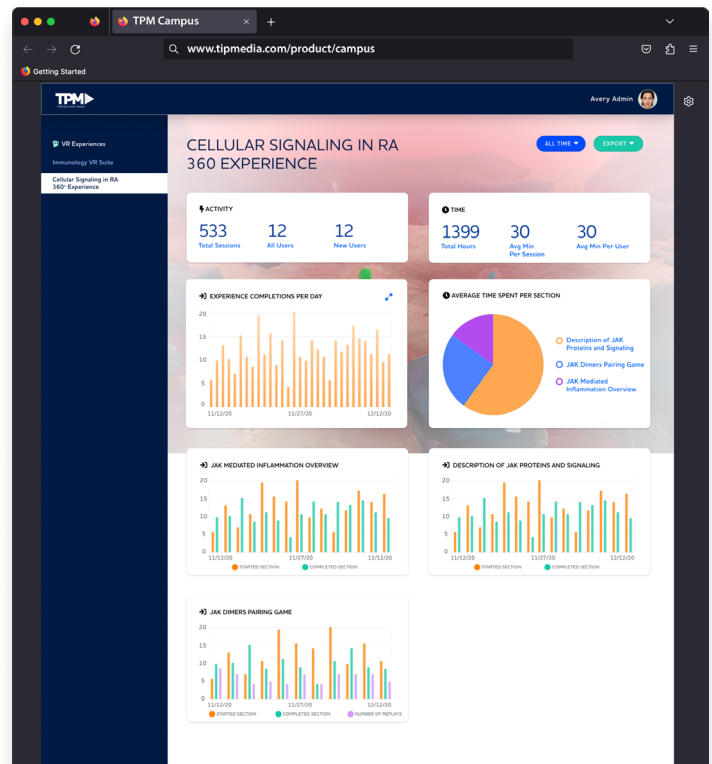 TPM Campus
www.tipmedia.com/product/campus
Getting Started
TPM
Avery Admin
VR Experiences
Immunology VR Suite
Cellular Signaling in RA
360° Experience
CELLULAR SIGNALING IN RA
360 EXPERIENCE
ALL TIME
EXPORT
ACTIVITY
533
12
12
Total Sessions
All Users
New Users
TIME
1399
30
30
Total Hours
Avg Min
Per Session
Avg Min Per User
EXPERIENCE COMPLETIONS PER DAY
20
15
10
5
0
11/12/20
11/27/20
12/12/20
AVERAGE TIME SPENT PER SECTION
Description of JAK
Proteins and Signaling
JAK Dimers Pairing Game
JAK Mediated
Inflammation Overview
JAK MEDIATED INFLAMMATION OVERVIEW
20
15
10
5
0
11/12/20
11/27/20
12/12/20
STARTED SECTION
COMPLETED SECTION
DESCRIPTION OF JAK PROTEINS AND SIGNALING
20
15
10
5
0
11/12/20
11/27/20
12/12/20
STARTED SECTION
COMPLETED SECTION
JAK DIMERS PAIRING GAME
20
15
10
5
0
11/12/20
11/27/20
12/12/20
STARTED SECTION
COMPLETED SECTION
NUMBER OF REPLAYS